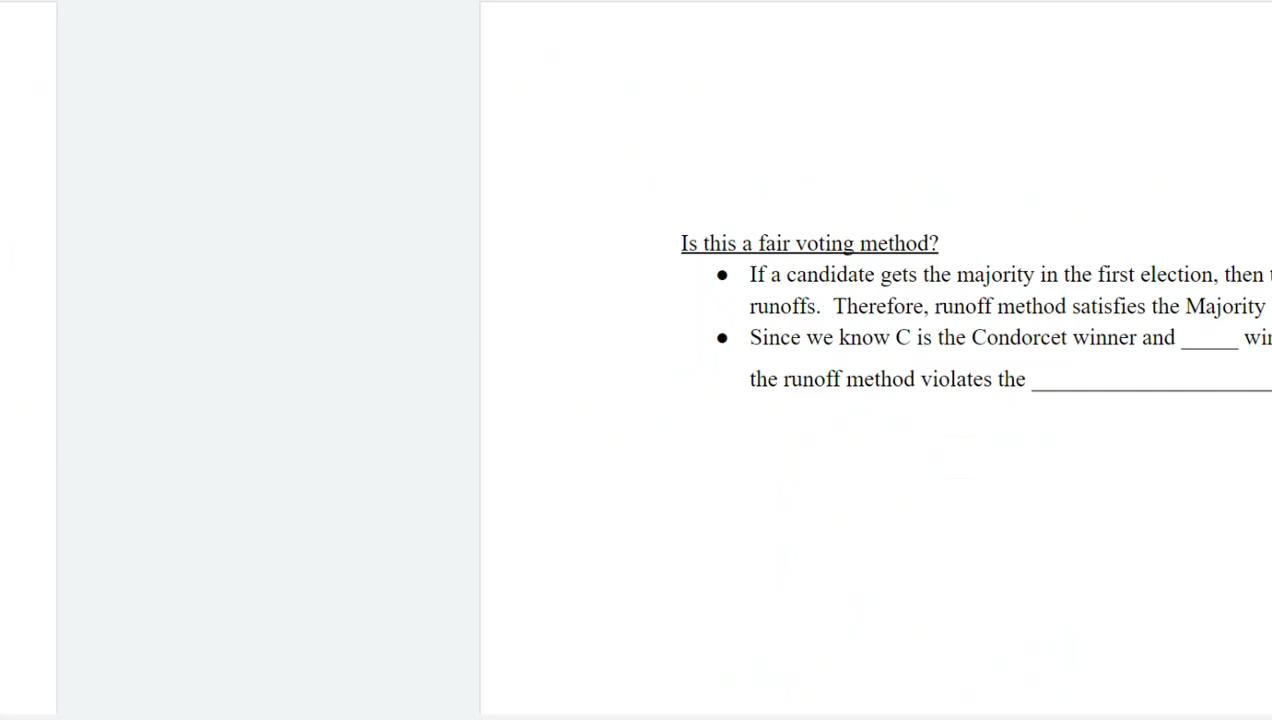 Is this a fair voting method?
● If a candidate gets the majority in the first election, then
runoffs. Therefore, runoff method satisfies the Majority
● Since we know C is the Condorcet winner and _____
the runoff method violates the ______________________